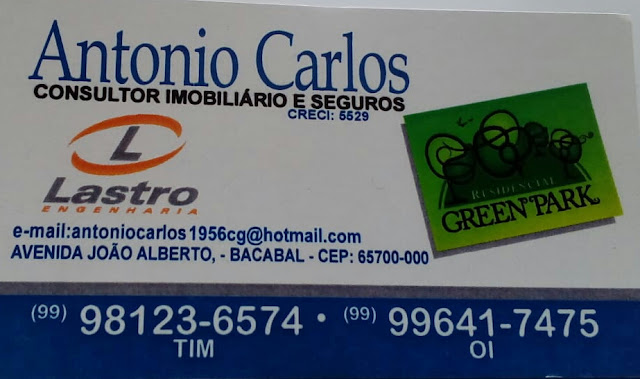 Antonio Carlos
CONSULTOR IMOBILIÁRIO E SEGUROS
CRECI: 5529
L
Lastro
ENGENHARIA
RESIDENCIAL
GREEN PARK
e-mail:antoniocarlos1956cg@hotmail.com
AVENIDA JOÃO ALBERTO, - BACABAL - CEP: 65700-000
(99) 98123-6574 • (99) 99641-7475
TIM OI